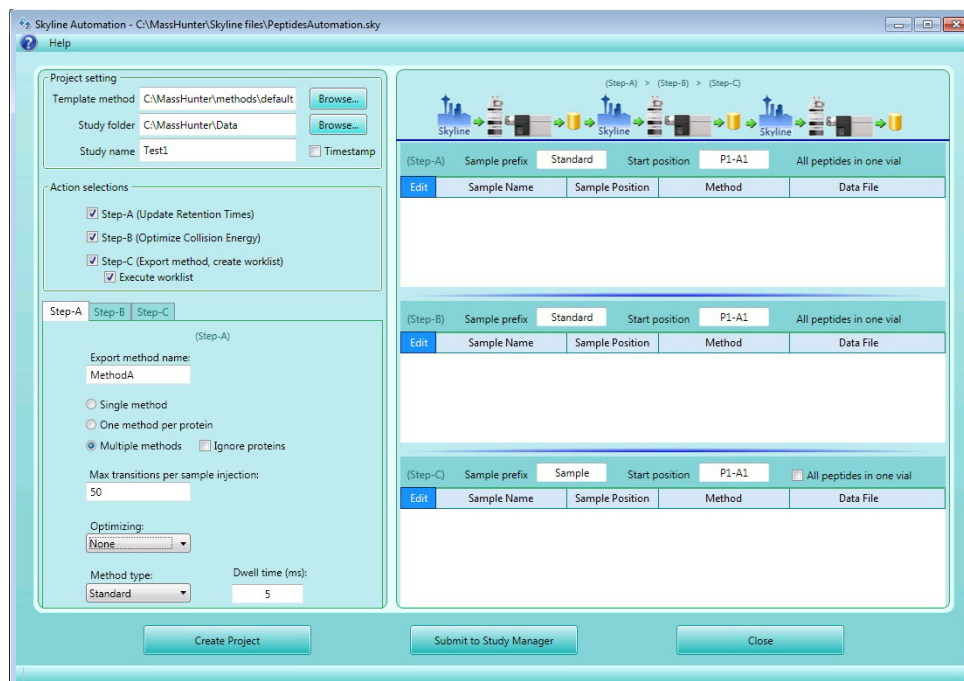 Skyline Automation - C:\MassHunter\Skyline files\PeptidesAutomation.sky
Help
Project setting
Template method C:\MassHunter\methods\default Browse...
Study folder C:\MassHunter\Data Browse...
Study name Test1 Timestamp
Action selections
Step-A (Update Retention Times)
Step-B (Optimize Collision Energy)
Step-C (Export method, create worklist)
Execute worklist
Step-A Step-B Step-C
(Step-A)
Export method name:
MethodA
Single method
One method per protein
Multiple methods Ignore proteins
Max transitions per sample injection:
50
Optimizing:
None
Method type: Dwell time (ms):
Standard 5
(Step-A) > (Step-B) > (Step-C)
Skyline Skyline Skyline
(Step-A) Sample prefix Standard Start position P1-A1 All peptides in one vial
Edit Sample Name Sample Position Method Data File
(Step-B) Sample prefix Standard Start position P1-A1 All peptides in one vial
Edit Sample Name Sample Position Method Data File
(Step-C) Sample prefix Sample Start position P1-A1 All peptides in one vial
Edit Sample Name Sample Position Method Data File
Create Project Submit to Study Manager Close